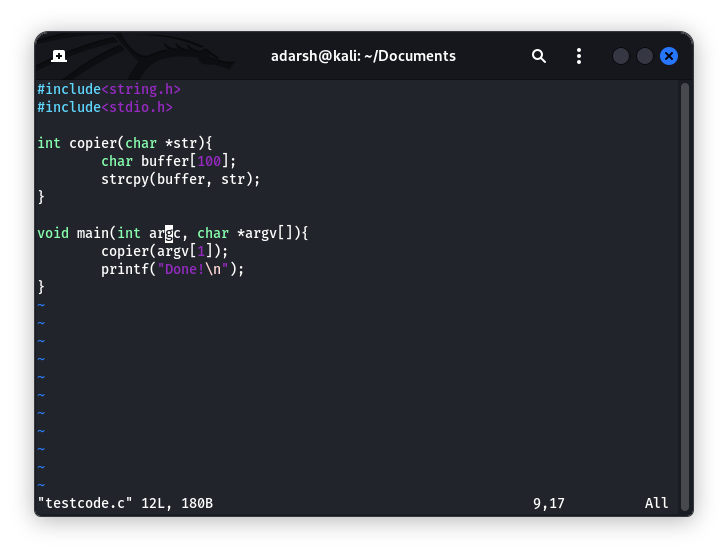 adarsh@kali: ~/Documents
#include<string.h>
#include<stdio.h>

int copier(char *str){
        char buffer[100];
        strcpy(buffer, str);
}

void main(int argc, char *argv[]){
        copier(argv[1]);
        printf("Done!\n");
}
~
~
~
~
~
~
~
~
~
~
~
"testcode.c" 12L, 180B 9,17 All